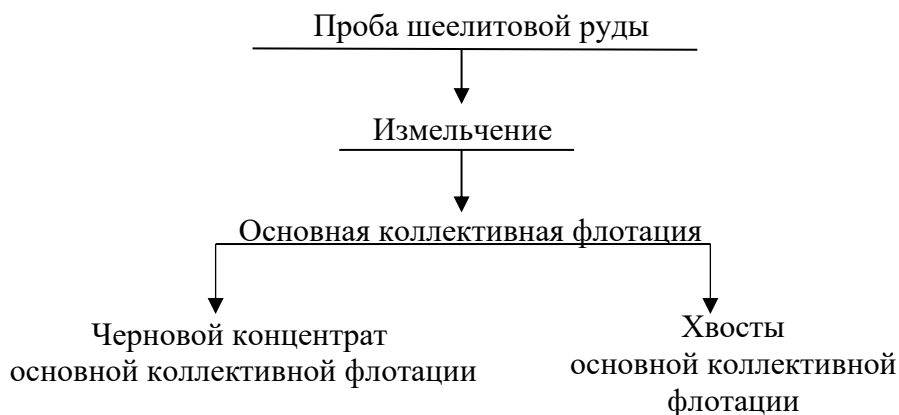 Проба шеелитовой руды
Измельчение
Основная коллективная флотация
Черновой концентрат
основной коллективной флотации
Хвосты
основной коллективной
флотации